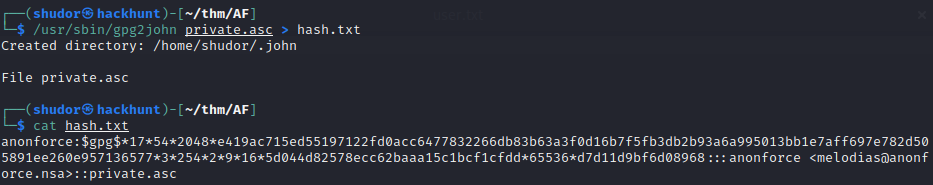 ┌──(shudor㉿hackhunt)-[~/thm/AF]
└─$ /usr/sbin/gpg2john private.asc > hash.txt
Created directory: /home/shudor/.john
File private.asc
┌──(shudor㉿hackhunt)-[~/thm/AF]
└─$ cat hash.txt
anonforce:$gpg$*17*54*2048*e419ac715ed55197122fd0acc6477832266db83b63a3f0d16b7f5fb3db2b93a6a995013bb1e7aff697e782d50
5891ee260e957136577*3*254*2*9*16*5d044d82578ecc62baaa15c1bcf1cfdd*65536*d7d11d9bf6d08968:::anonforce <melodias@anonf
orce.nsa>::private.asc